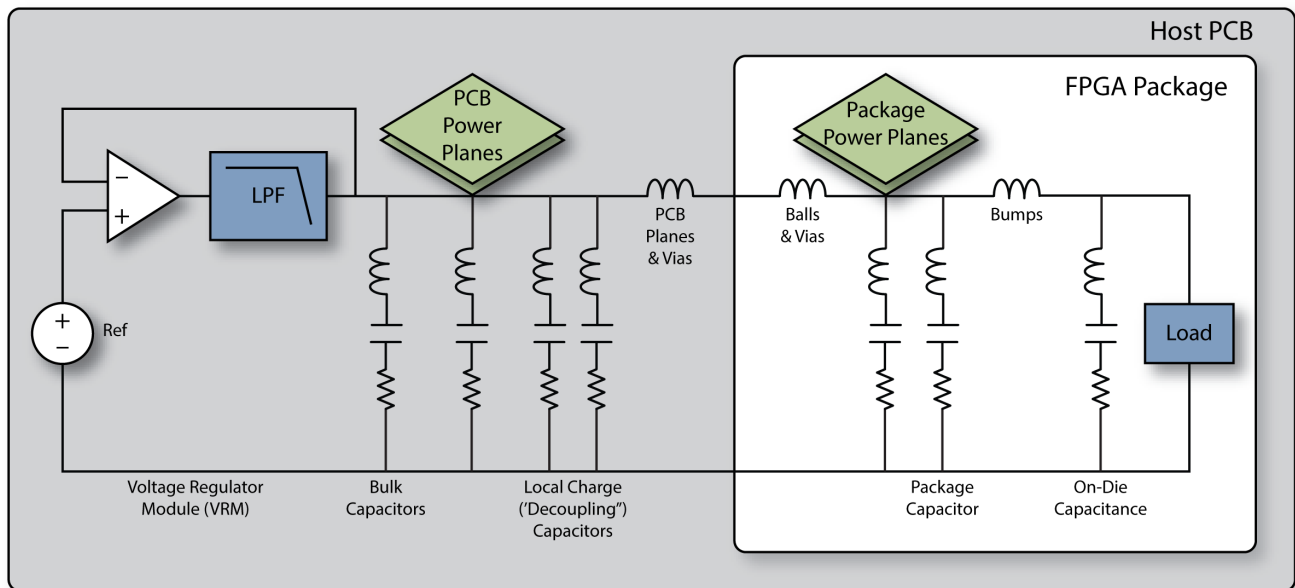 Host PCB
FPGA Package
PCB
Power
Planes
Package
Power Planes
−
+
LPF
PCB
Planes
& Vias
Balls
& Vias
Bumps
+
−
Ref
Load
Voltage Regulator
Module (VRM)
Bulk
Capacitors
Local Charge
('Decoupling”)
Capacitors
Package
Capacitor
On-Die
Capacitance